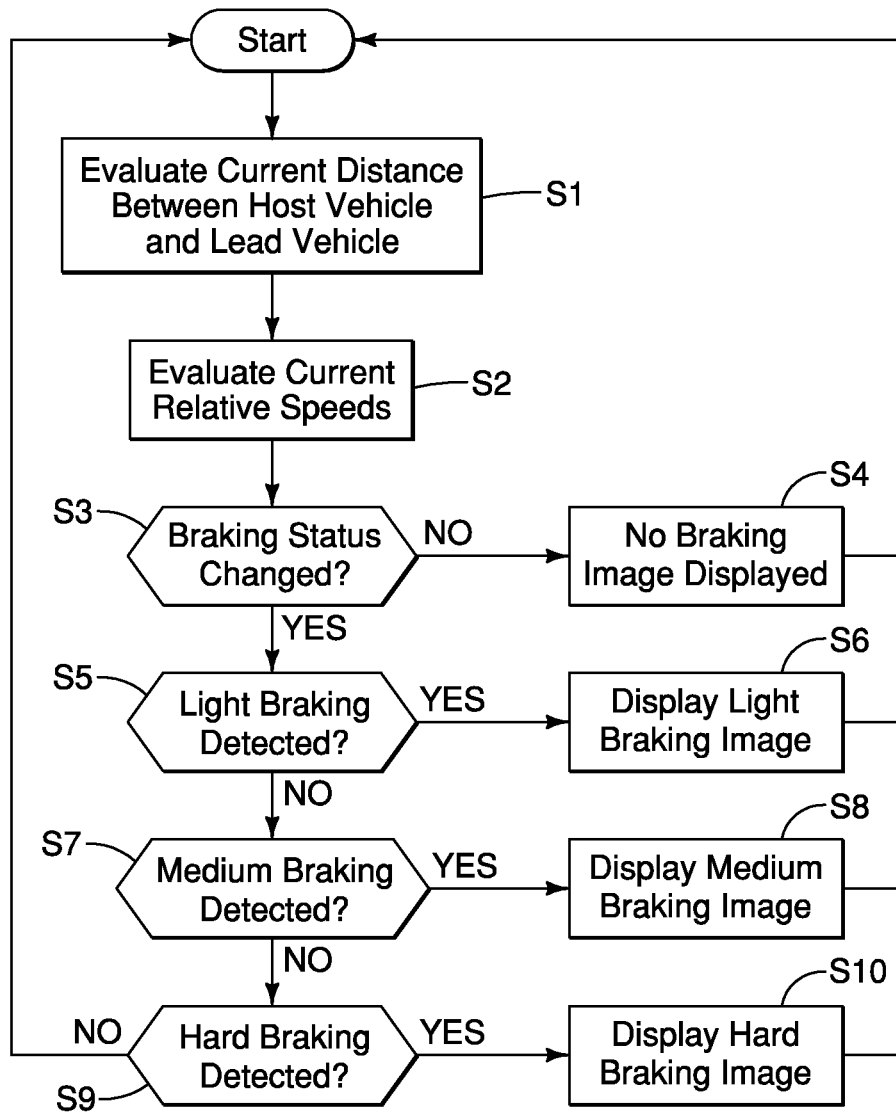 Start
Evaluate Current Distance
Between Host Vehicle
and Lead Vehicle
S1
Evaluate Current
Relative Speeds
S2
S3
Braking Status
Changed?
NO
No Braking
Image Displayed
S4
YES
S5
Light Braking
Detected?
YES
Display Light
Braking Image
S6
NO
S7
Medium Braking
Detected?
YES
Display Medium
Braking Image
S8
NO
NO
Hard Braking
Detected?
S9
YES
Display Hard
Braking Image
S10